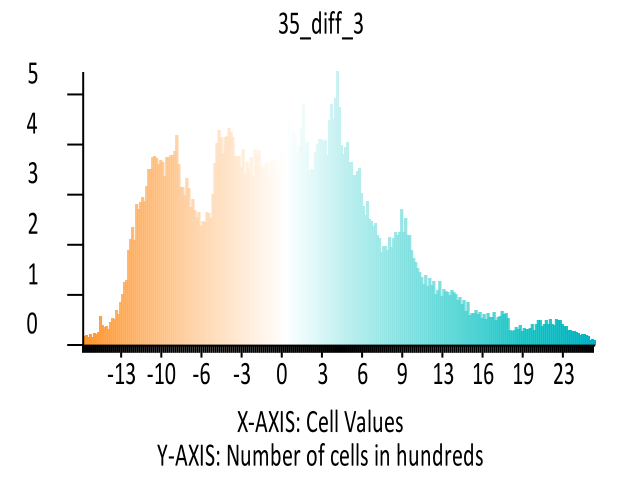 35_diff_3
5
4
3
2
1
0
-13 -10 -6 -3 0 3 6 9 13 16 19 23
X-AXIS: Cell Values
Y-AXIS: Number of cells in hundreds